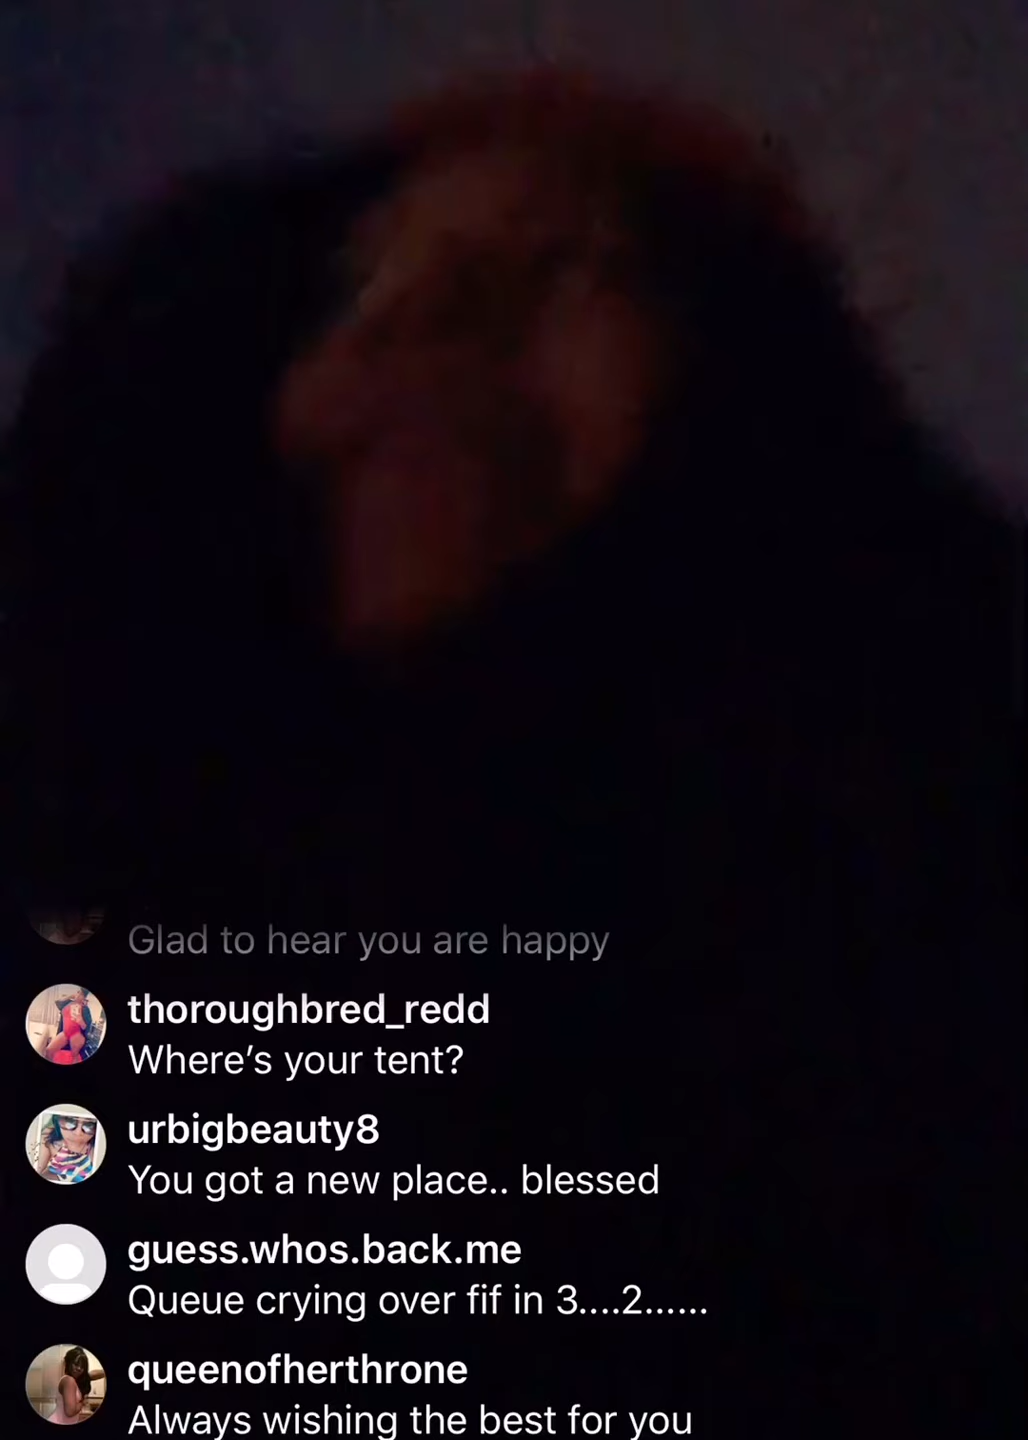 Glad to hear you are happy
thoroughbred_redd
Where's your tent?
urbigbeauty8
You got a new place.. blessed
guess.whos.back.me
Queue crying over fif in 3....2......
queenofherthrone
Always wishing the best for you